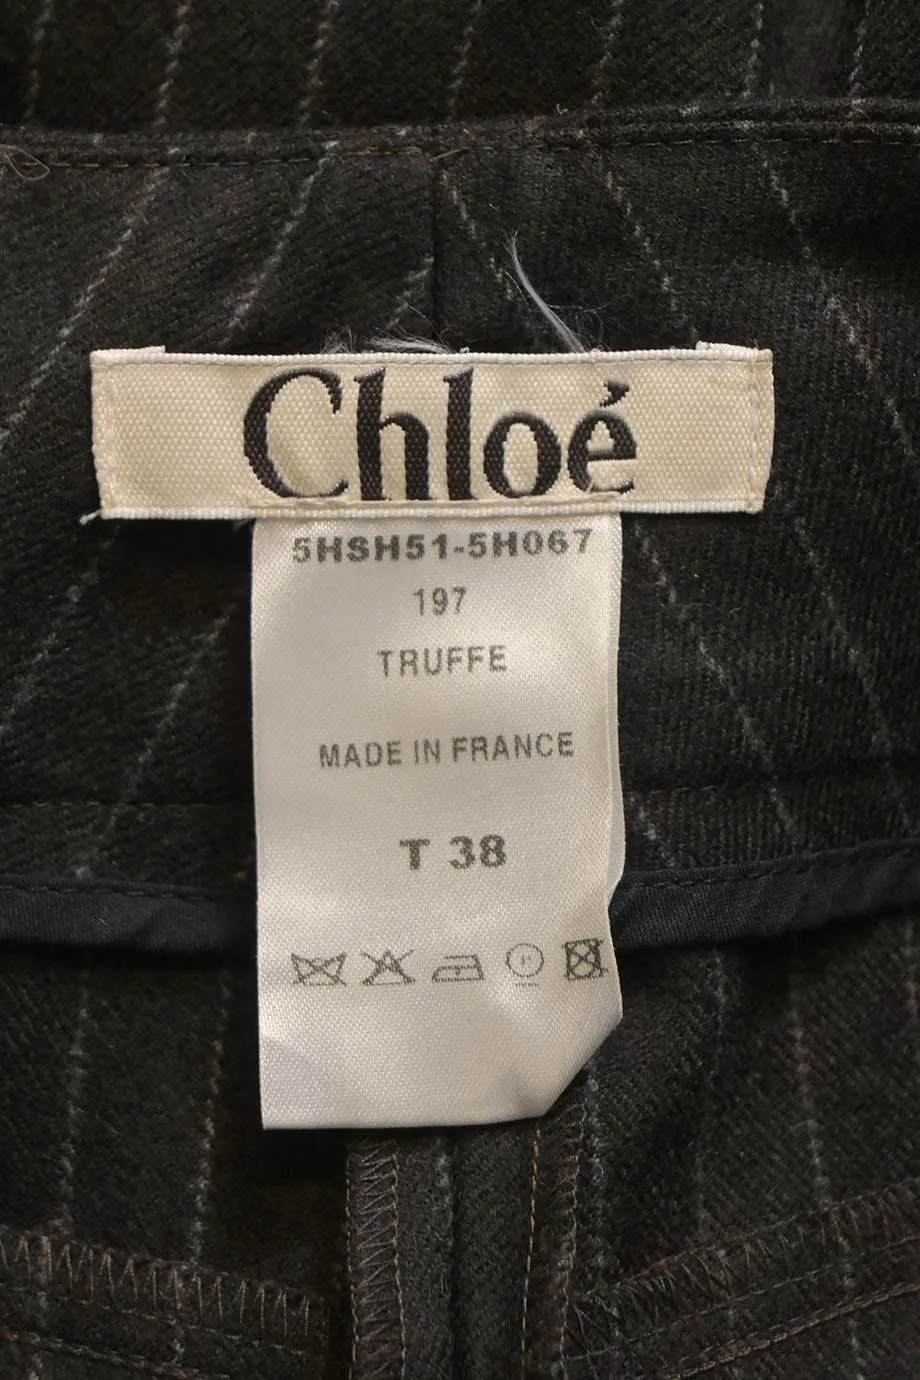 Chloé
5HSH51-5H067
197
TRUFFE
MADE IN FRANCE
T 38